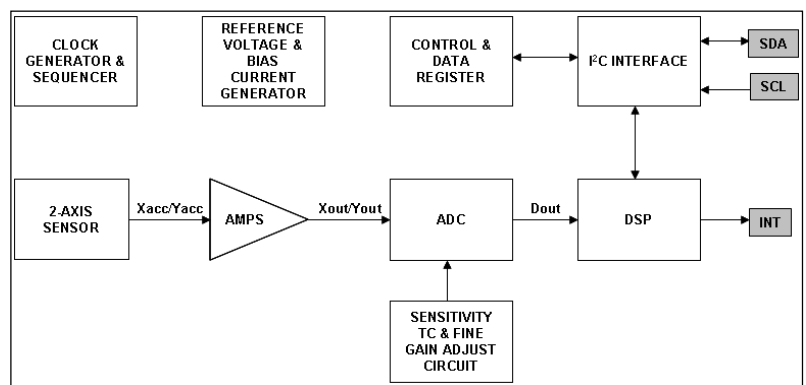 CLOCK
GENERATOR &
SEQUENCER
REFERENCE
VOLTAGE &
BIAS
CURRENT
GENERATOR
CONTROL &
DATA
REGISTER
I²C INTERFACE
SDA
SCL
2-AXIS
SENSOR
Xacc/Yacc
AMPS
Xout/Yout
ADC
Dout
DSP
INT
SENSITIVITY
TC & FINE
GAIN ADJUST
CIRCUIT